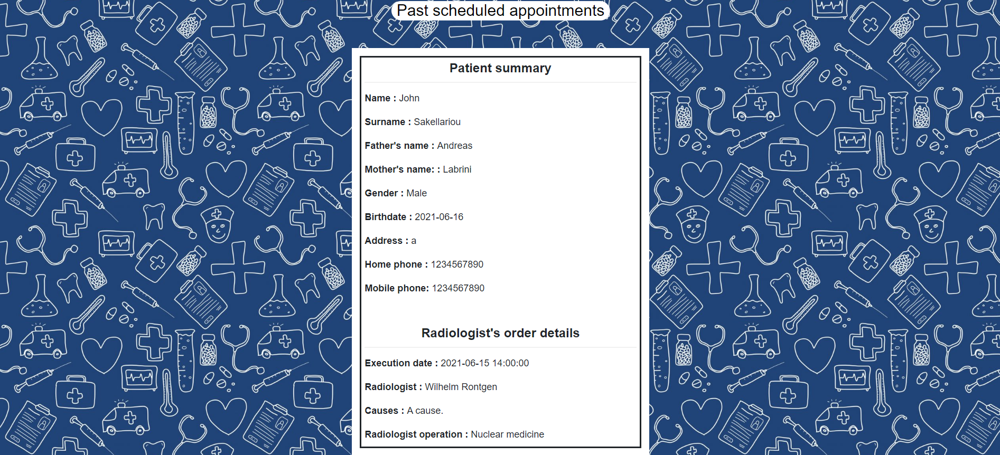 Past scheduled appointments
Patient summary
Name : John
Surname : Sakellariou
Father's name : Andreas
Mother's name: : Labrini
Gender : Male
Birthdate : 2021-06-16
Address : a
Home phone : 1234567890
Mobile phone: 1234567890
Radiologist's order details
Execution date : 2021-06-15 14:00:00
Radiologist : Wilhelm Rontgen
Causes : A cause.
Radiologist operation : Nuclear medicine